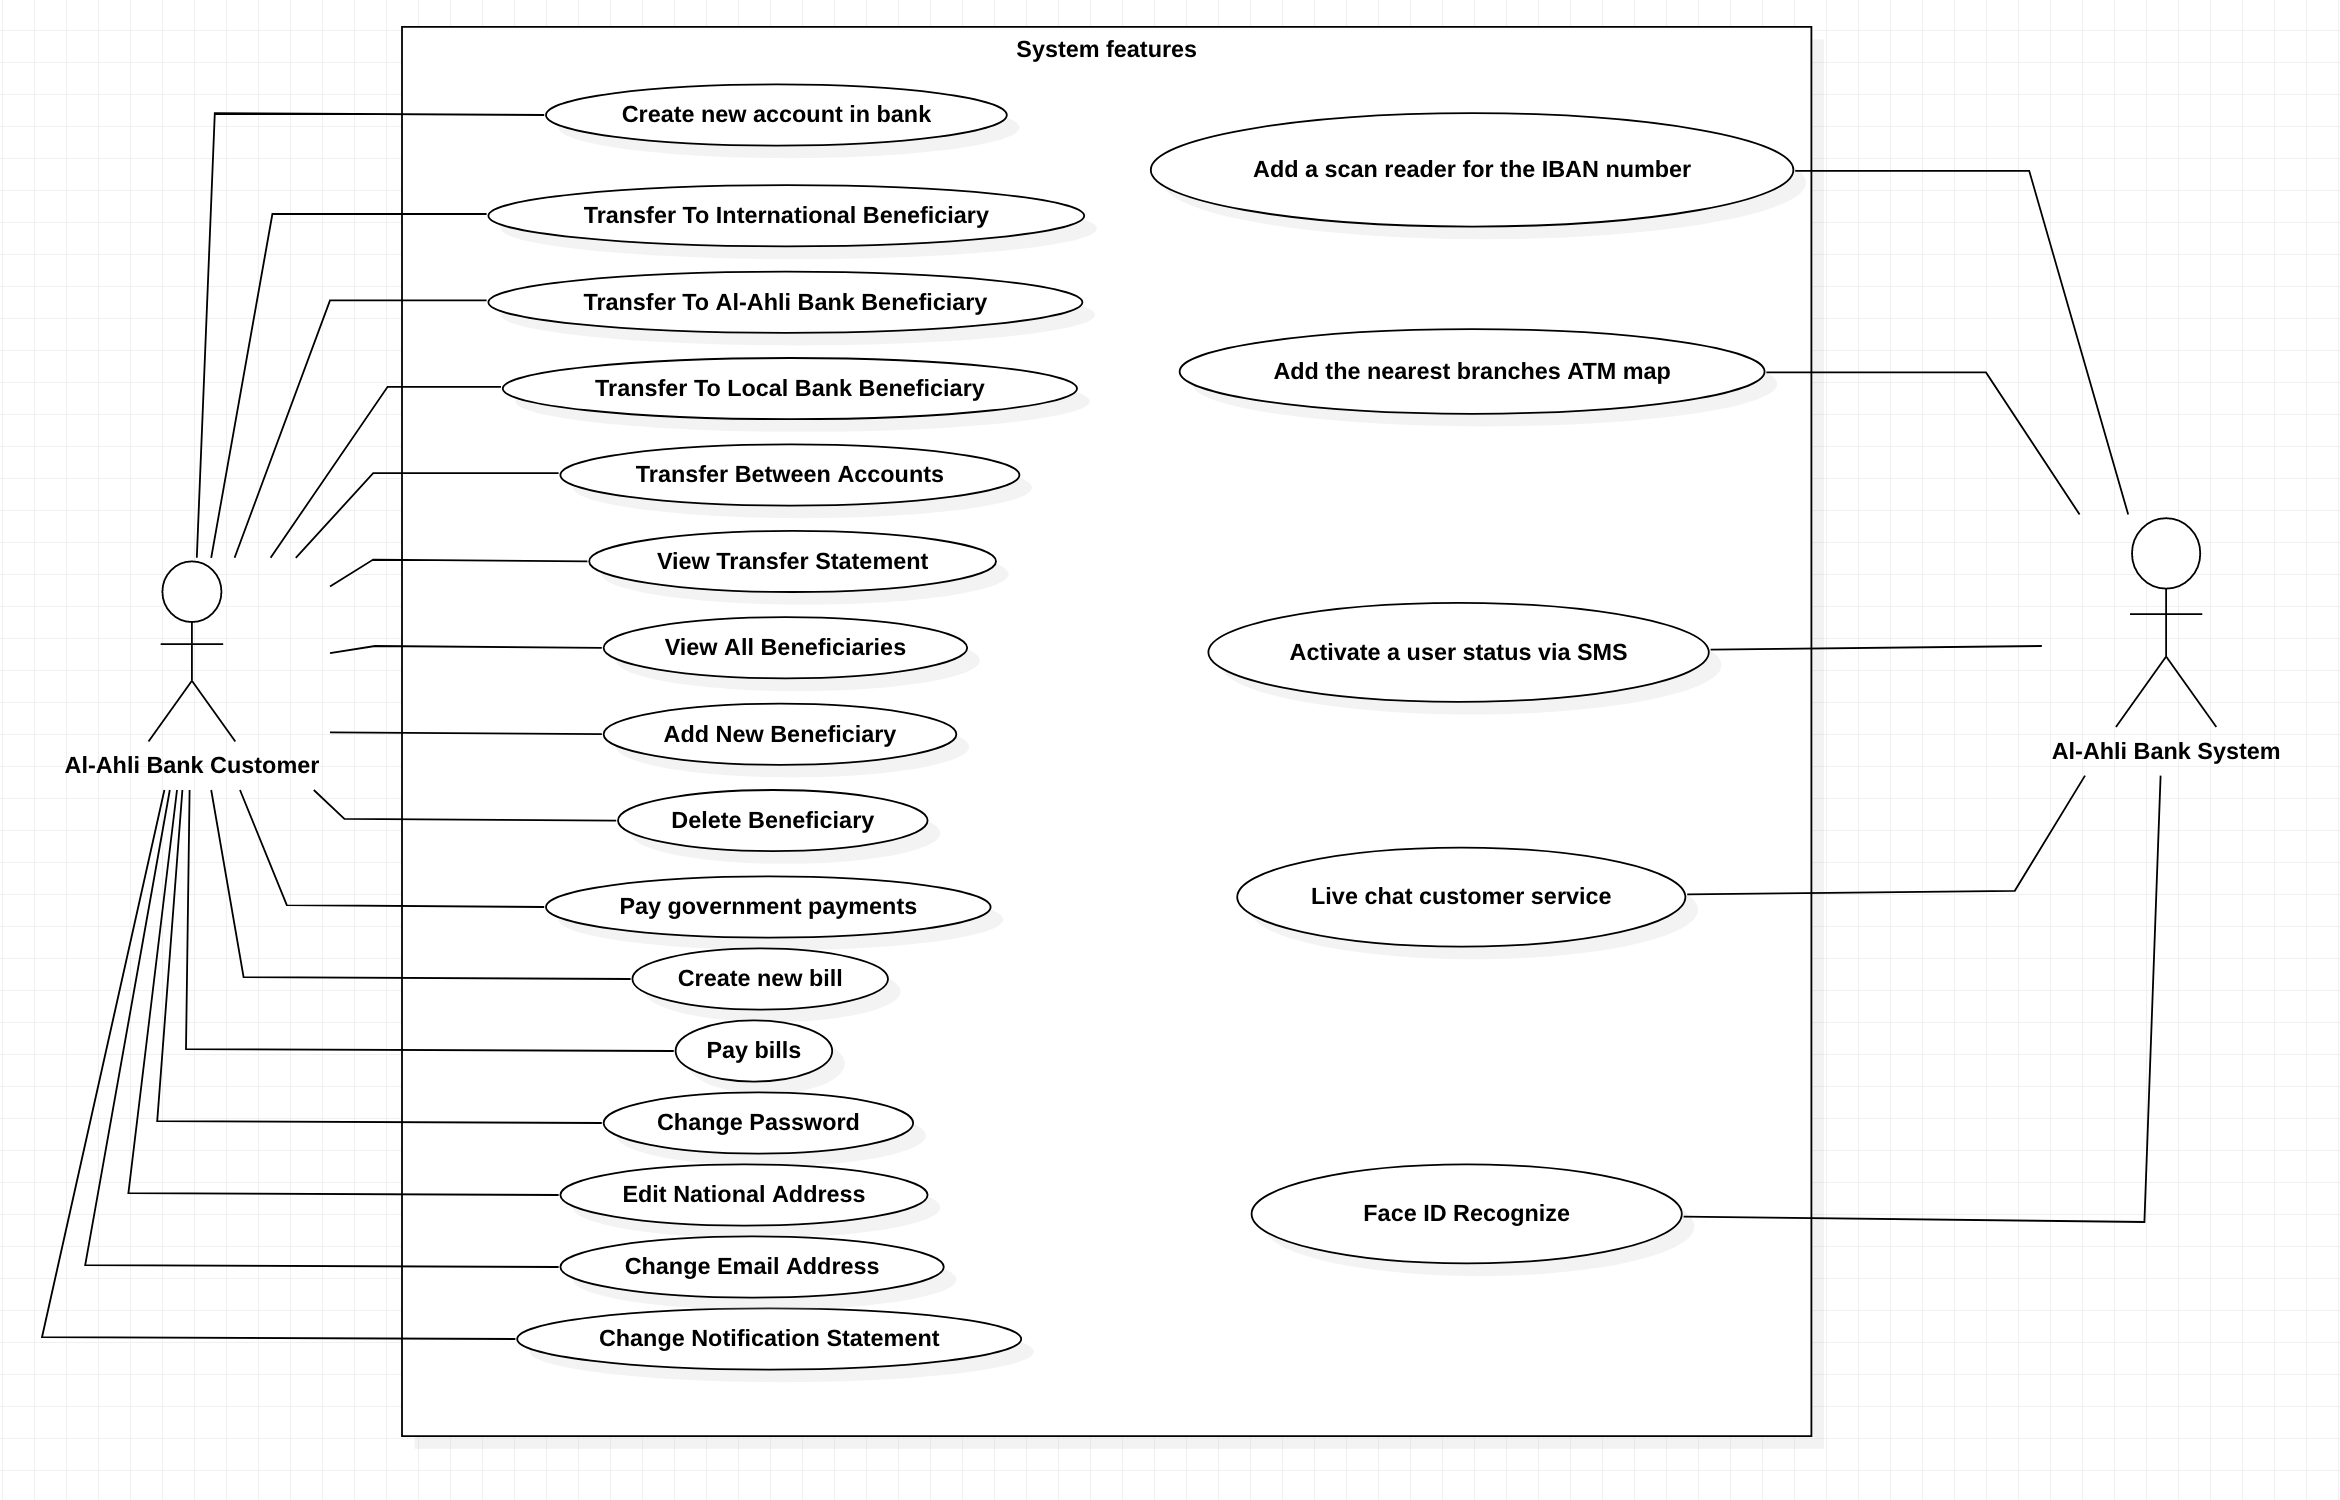 System features
Create new account in bank
Transfer To International Beneficiary
Transfer To Al-Ahli Bank Beneficiary
Transfer To Local Bank Beneficiary
Transfer Between Accounts
View Transfer Statement
View All Beneficiaries
Add New Beneficiary
Delete Beneficiary
Pay government payments
Create new bill
Pay bills
Change Password
Edit National Address
Change Email Address
Change Notification Statement
Add a scan reader for the IBAN number
Add the nearest branches ATM map
Activate a user status via SMS
Live chat customer service
Face ID Recognize
Al-Ahli Bank Customer
Al-Ahli Bank System